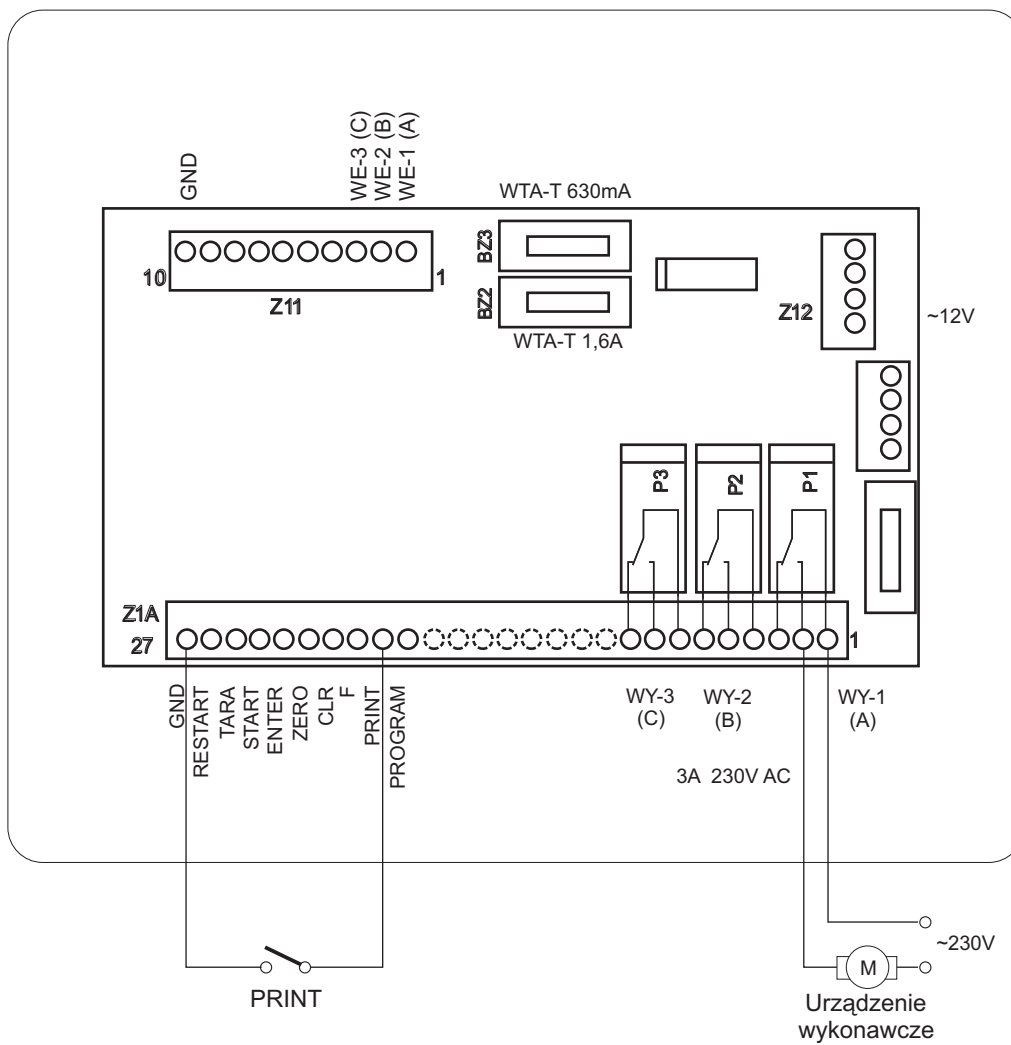 GND
WE-3 (C)
WE-2 (B)
WE-1 (A)
WTA-T 630mA
BZ3
10
1
Z11
BZ2
WTA-T 1,6A
Z12
~12V
P3
P2
P1
Z1A
27
1
GND
RESTART
TARA
START
ENTER
ZERO
CLR
F
PRINT
PROGRAM
WY-3
(C)
WY-2
(B)
WY-1
(A)
3A 230V AC
PRINT
~230V
M
Urządzenie
wykonawcze